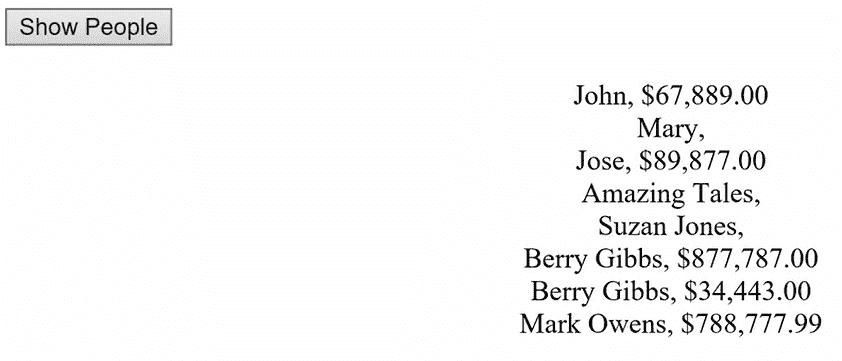 Show People
John, $67,889.00
Mary,
Jose, $89,877.00
Amazing Tales,
Suzan Jones,
Berry Gibbs, $877,787.00
Berry Gibbs, $34,443.00
Mark Owens, $788,777.99